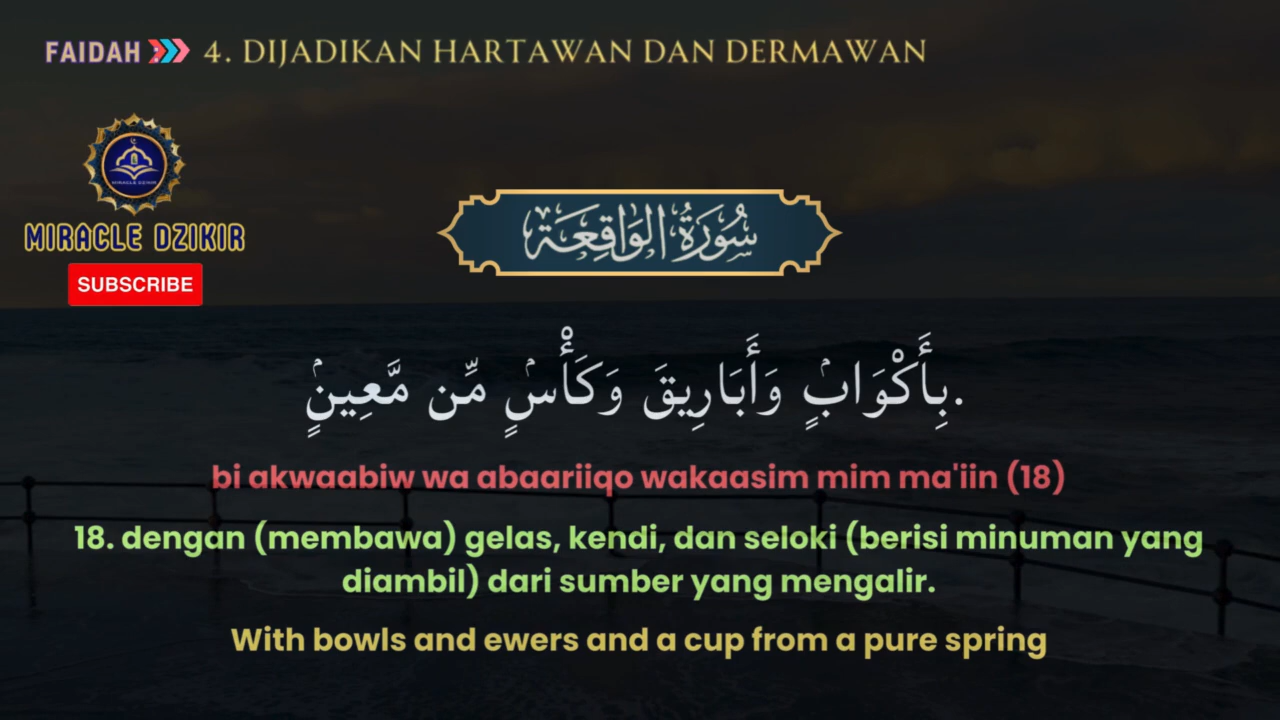 FAIDAH 4. DIJADIKAN HARTAWAN DAN DERMAWAN
MIRACLE DZIKIR
MIRACLE DZIKIR
SUBSCRIBE
سُورَةُ الوَاقِعَة
بِأَكْوَابٍۢ وَأَبَارِيقَ وَكَأْسٍۢ مِّن مَّعِينٍۢ.
bi akwaabiw wa abaariiqo wakaasim mim ma'iin (18)
18. dengan (membawa) gelas, kendi, dan seloki (berisi minuman yang
diambil) dari sumber yang mengalir.
With bowls and ewers and a cup from a pure spring